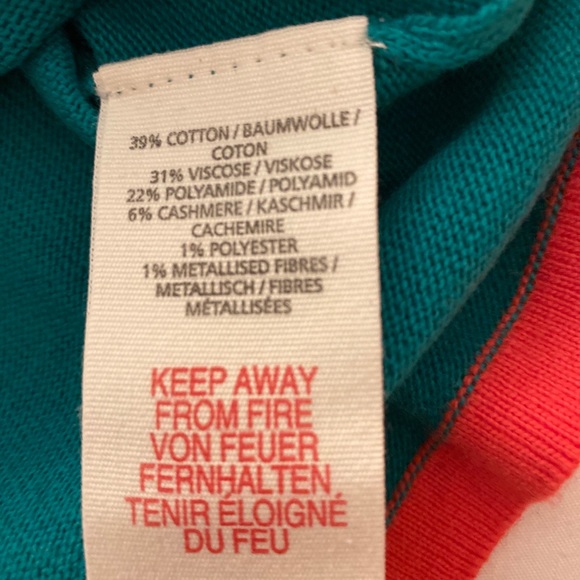 39% COTTON / BAUMWOLLE /
COTON
31% VISCOSE / VISKOSE
22% POLYAMIDE / POLYAMID
6% CASHMERE / KASCHMIR /
CACHEMIRE
1% POLYESTER
1% METALLISED FIBRES /
METALLISCH / FIBRES
MÉTALLISÉES
KEEP AWAY
FROM FIRE
VON FEUER
FERNHALTEN
TENIR ÉLOIGNÉ
DU FEU